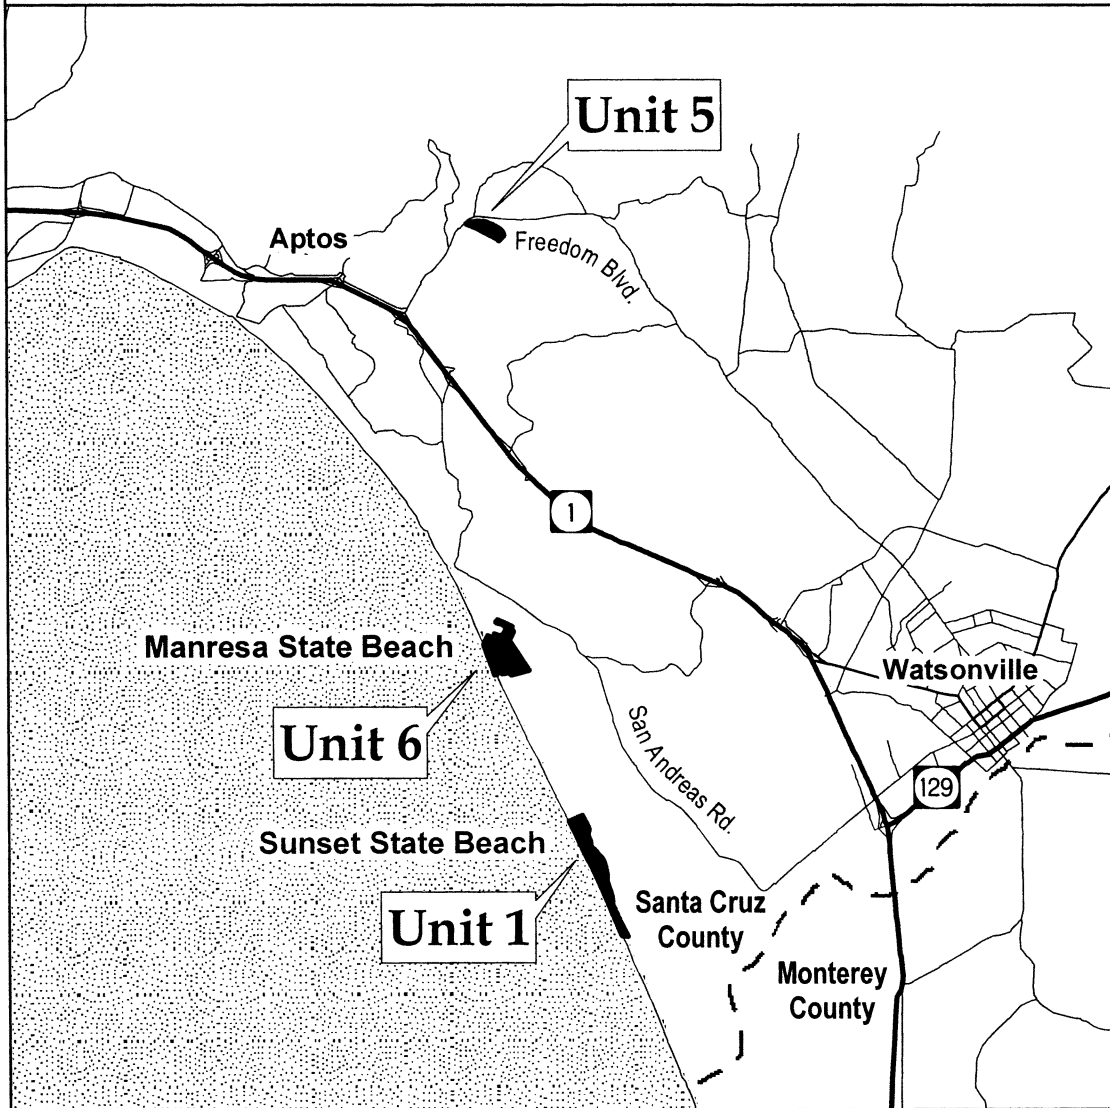 Unit 5
Aptos
Freedom Blvd.
1
Manresa State Beach
Watsonville
Unit 6
San Andreas Rd.
129
Sunset State Beach
Unit 1
Santa Cruz
County
Monterey
County